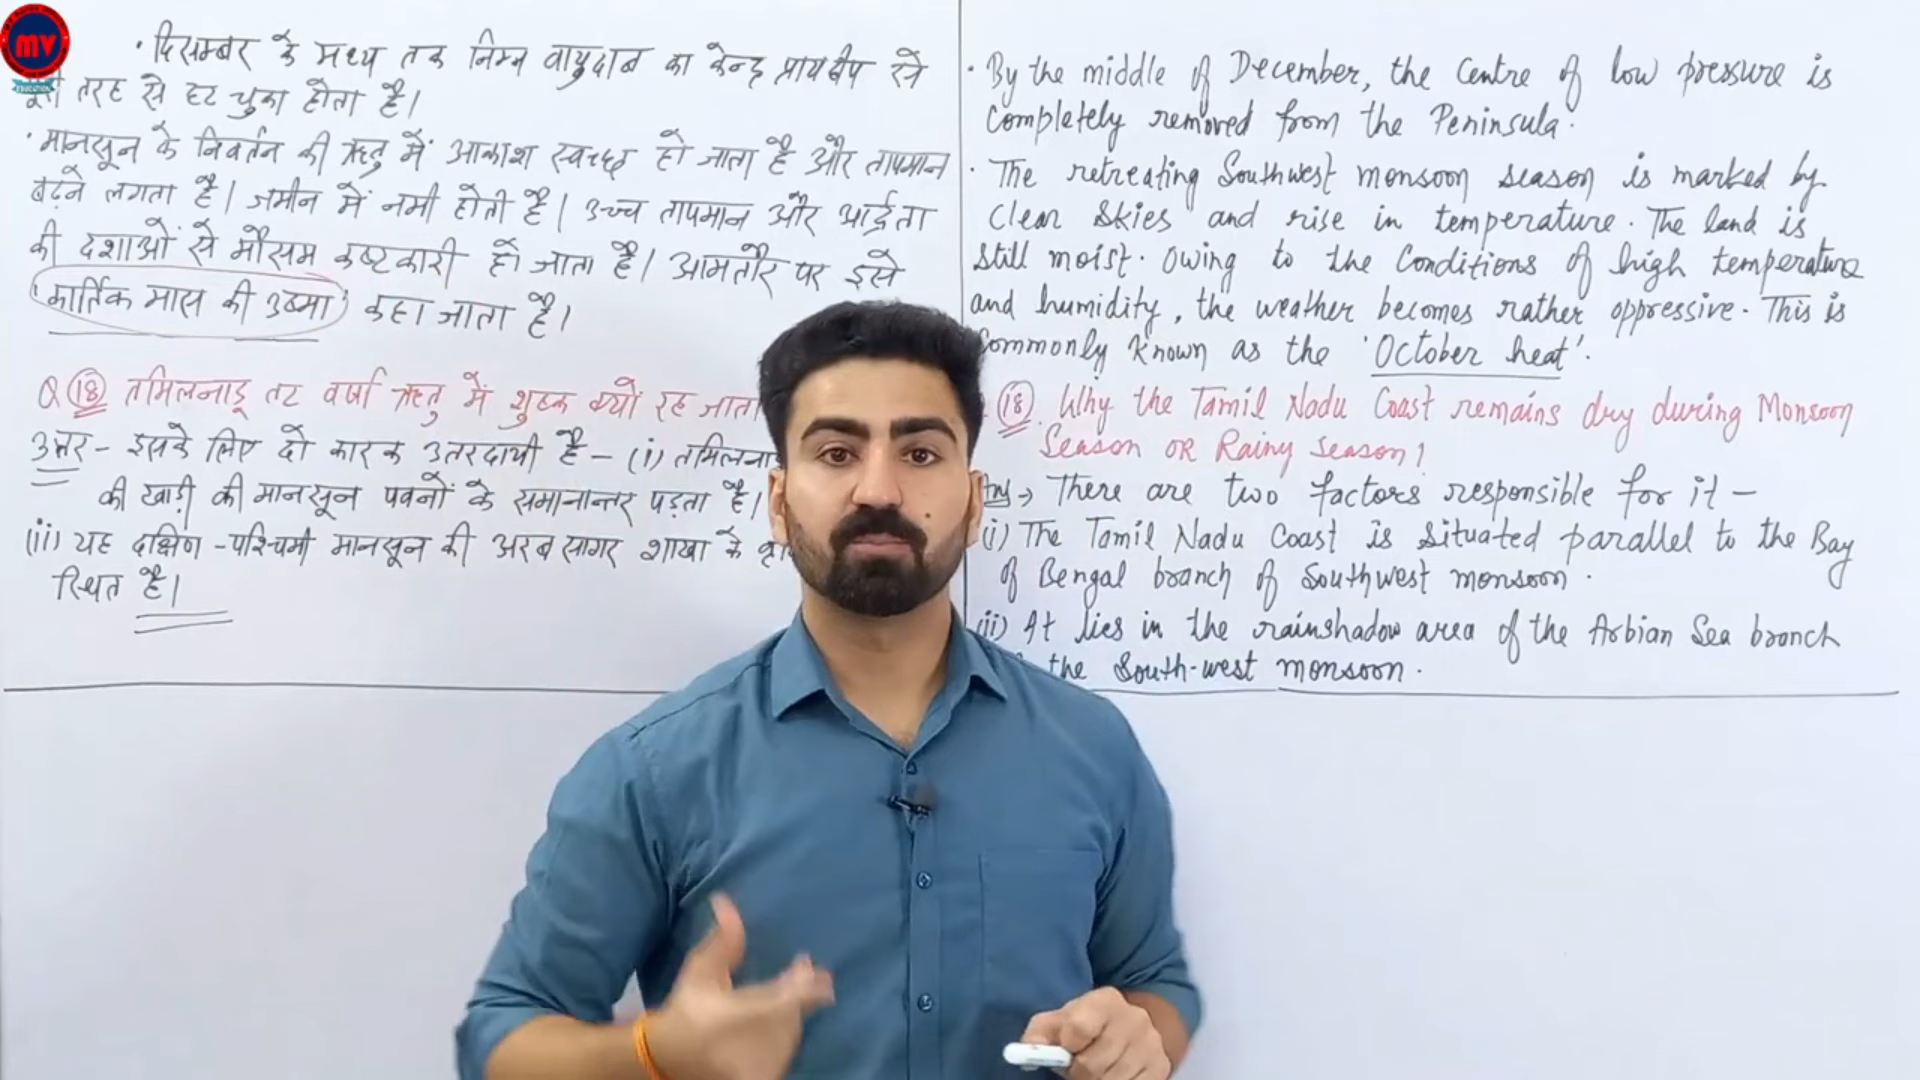 mv
EDUCATION
· दिसम्बर के मध्य तक निम्न वायुदाब का केन्द्र प्रायद्वीप से
पूरी तरह से हट चुका होता है।
· मानसून के निवर्तन की ऋतु में आकाश स्वच्छ हो जाता है और तापमान
बढ़ने लगता है। जमीन में नमी होती है। उच्च तापमान और आर्द्रता
की दशाओं से मौसम कष्टकारी हो जाता है। आमतौर पर इसे
'कार्तिक मास की उष्मा' कहा जाता है।
Q (18) तमिलनाडू तट वर्षा ऋतु में शुष्क क्यों रह जाता
उत्तर - इसके लिए दो कारक उतरदायी है - (i) तमिलना
की खाड़ी की मानसून पवनों के समानान्तर पड़ता है।
(ii) यह दक्षिण - पश्चिमी मानसून की अरब सागर शाखा के
स्थित है।
· By the middle of December, the Centre of low pressure is
Completely removed from the Peninsula.
· The retreating Southwest monsoon season is marked by
Clear Skies and rise in temperature. The land is
Still moist. Owing to the Conditions of high temperature
and humidity, the weather becomes rather oppressive. This is
Commonly Known as the 'October heat'.
(18). Why the Tamil Nadu Coast remains dry during Monsoon
Season OR Rainy Season?
Ans → There are two factors responsible for it -
(i) The Tamil Nadu Coast is Situated parallel to the Bay
of Bengal branch of Southwest monsoon.
(ii) At lies in the rainshadow area of the Arbian Sea branch
the South-west monsoon.